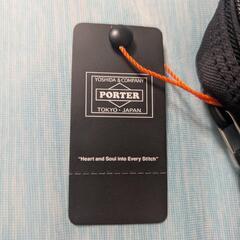 YOSHIDA & COMPANY
PORTER
TOKYO - JAPAN
"Heart and Soul into Every Stitch"